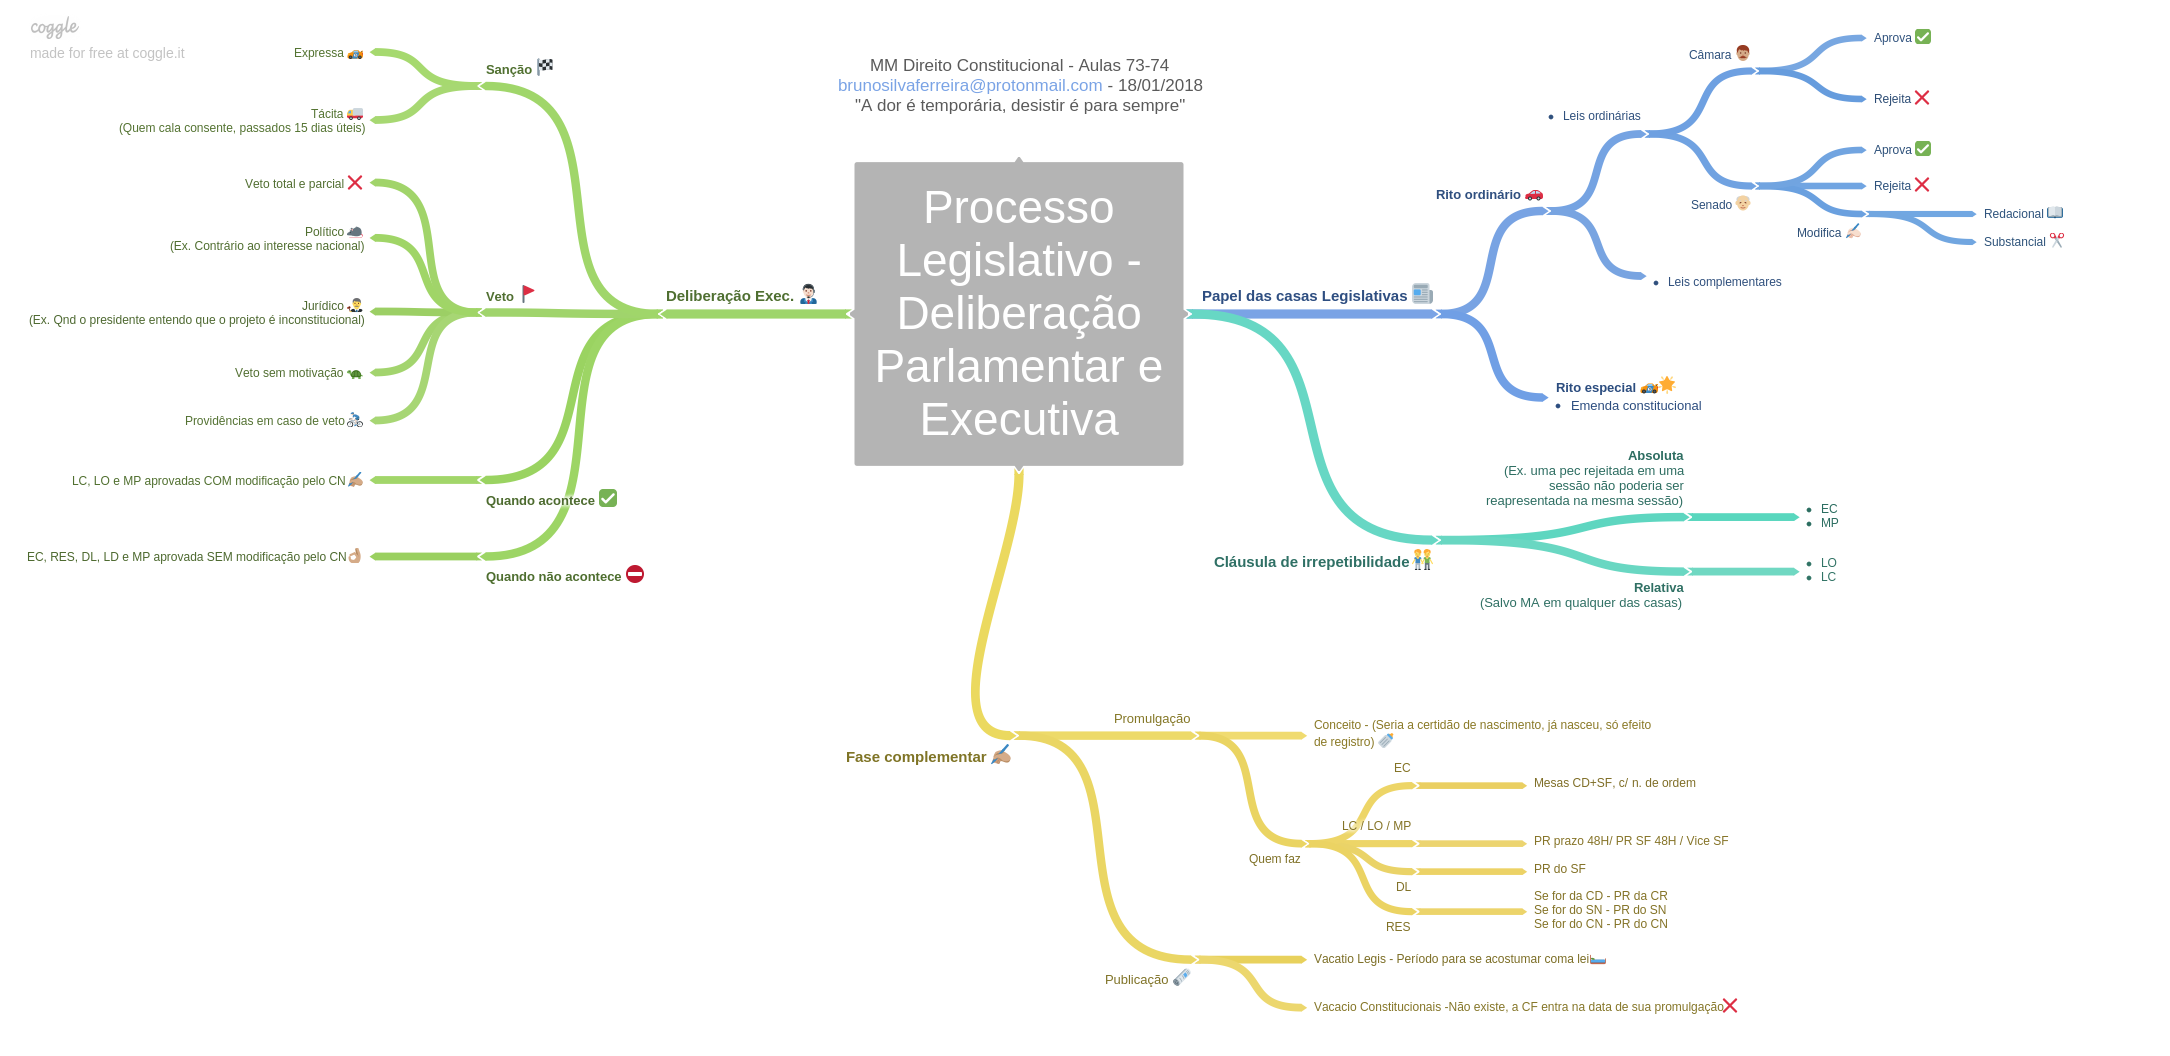 coggle
made for free at coggle.it
MM Direito Constitucional - Aulas 73-74
brunosilvaferreira@protonmail.com - 18/01/2018
"A dor é temporária, desistir é para sempre"
Processo
Legislativo -
Deliberação
Parlamentar e
Executiva
Deliberação Exec.
Sanção
Expressa
Tácita
(Quem cala consente, passados 15 dias úteis)
Veto
Veto total e parcial
Político
(Ex. Contrário ao interesse nacional)
Jurídico
(Ex. Qnd o presidente entendo que o projeto é inconstitucional)
Veto sem motivação
Providências em caso de veto
Quando acontece
LC, LO e MP aprovadas COM modificação pelo CN
Quando não acontece
EC, RES, DL, LD e MP aprovada SEM modificação pelo CN
Papel das casas Legislativas
Rito ordinário
Leis ordinárias
Câmara
Aprova
Rejeita
Senado
Aprova
Rejeita
Modifica
Redacional
Substancial
Leis complementares
Rito especial
Emenda constitucional
Cláusula de irrepetibilidade
Absoluta
(Ex. uma pec rejeitada em uma
sessão não poderia ser
reapresentada na mesma sessão)
EC
MP
Relativa
(Salvo MA em qualquer das casas)
LO
LC
Fase complementar
Promulgação
Conceito - (Seria a certidão de nascimento, já nasceu, só efeito
de registro)
Quem faz
EC
Mesas CD+SF, c/ n. de ordem
LC / LO / MP
PR prazo 48H/ PR SF 48H / Vice SF
DL
PR do SF
RES
Se for da CD - PR da CR
Se for do SN - PR do SN
Se for do CN - PR do CN
Publicação
Vacatio Legis - Período para se acostumar coma lei
Vacacio Constitucionais -Não existe, a CF entra na data de sua promulgação